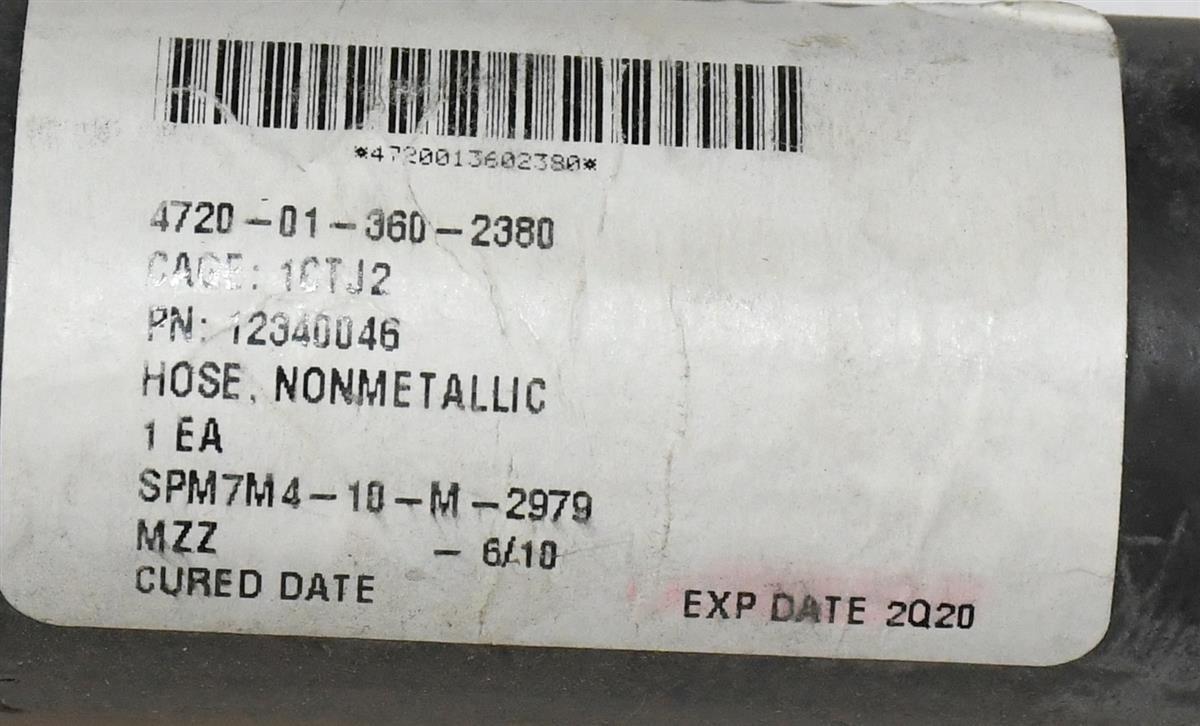 *4720013602380*
4720-01-360-2380
CAGE: 1CTJ2
PN: 12340046
HOSE, NONMETALLIC
1 EA
SPM7M4-10-M-2979
MZZ - 6/10
CURED DATE EXP DATE 2Q20